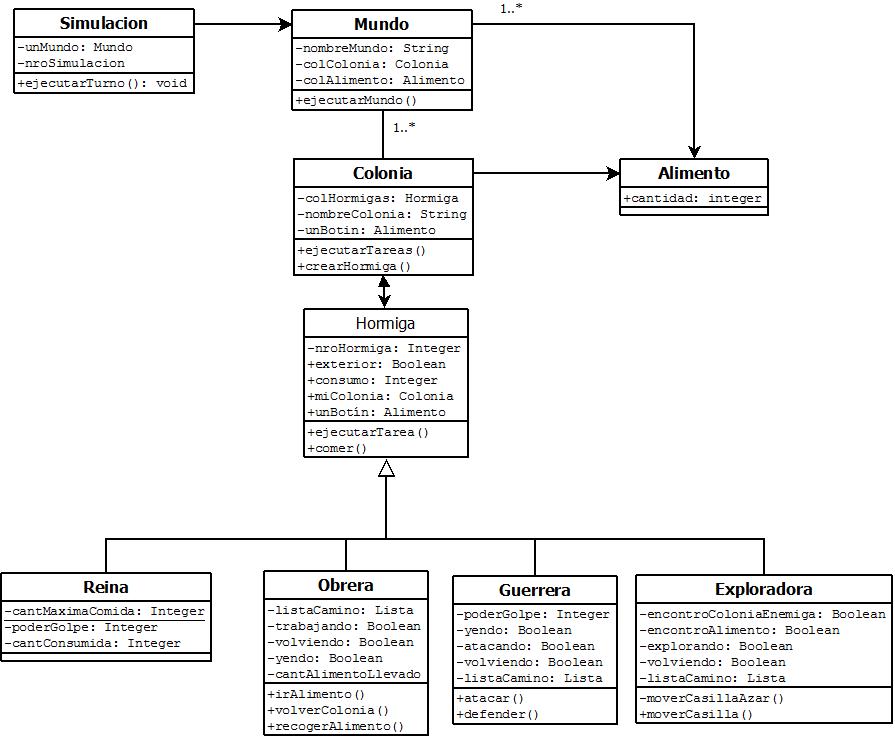 Simulacion
-unMundo: Mundo
-nroSimulacion
+ejecutarTurno(): void
Mundo
-nombreMundo: String
-colColonia: Colonia
-colAlimento: Alimento
+ejecutarMundo()
1..*
1..*
Colonia
-colHormigas: Hormiga
-nombreColonia: String
-unBotin: Alimento
+ejecutarTareas()
+crearHormiga()
Alimento
+cantidad: integer
Hormiga
-nroHormiga: Integer
+exterior: Boolean
+consumo: Integer
+miColonia: Colonia
+unBotín: Alimento
+ejecutarTarea()
+comer()
Reina
-cantMaximaComida: Integer
-poderGolpe: Integer
-cantConsumida: Integer
Obrera
-listaCamino: Lista
-trabajando: Boolean
-volviendo: Boolean
-yendo: Boolean
-cantAlimentoLlevado
+irAlimento()
+volverColonia()
+recogerAlimento()
Guerrera
-poderGolpe: Integer
-yendo: Boolean
-atacando: Boolean
-volviendo: Boolean
-listaCamino: Lista
+atacar()
+defender()
Exploradora
-encontroColoniaEnemiga: Boolean
-encontroAlimento: Boolean
-explorando: Boolean
-volviendo: Boolean
-listaCamino: Lista
-moverCasillaAzar()
+moverCasilla()